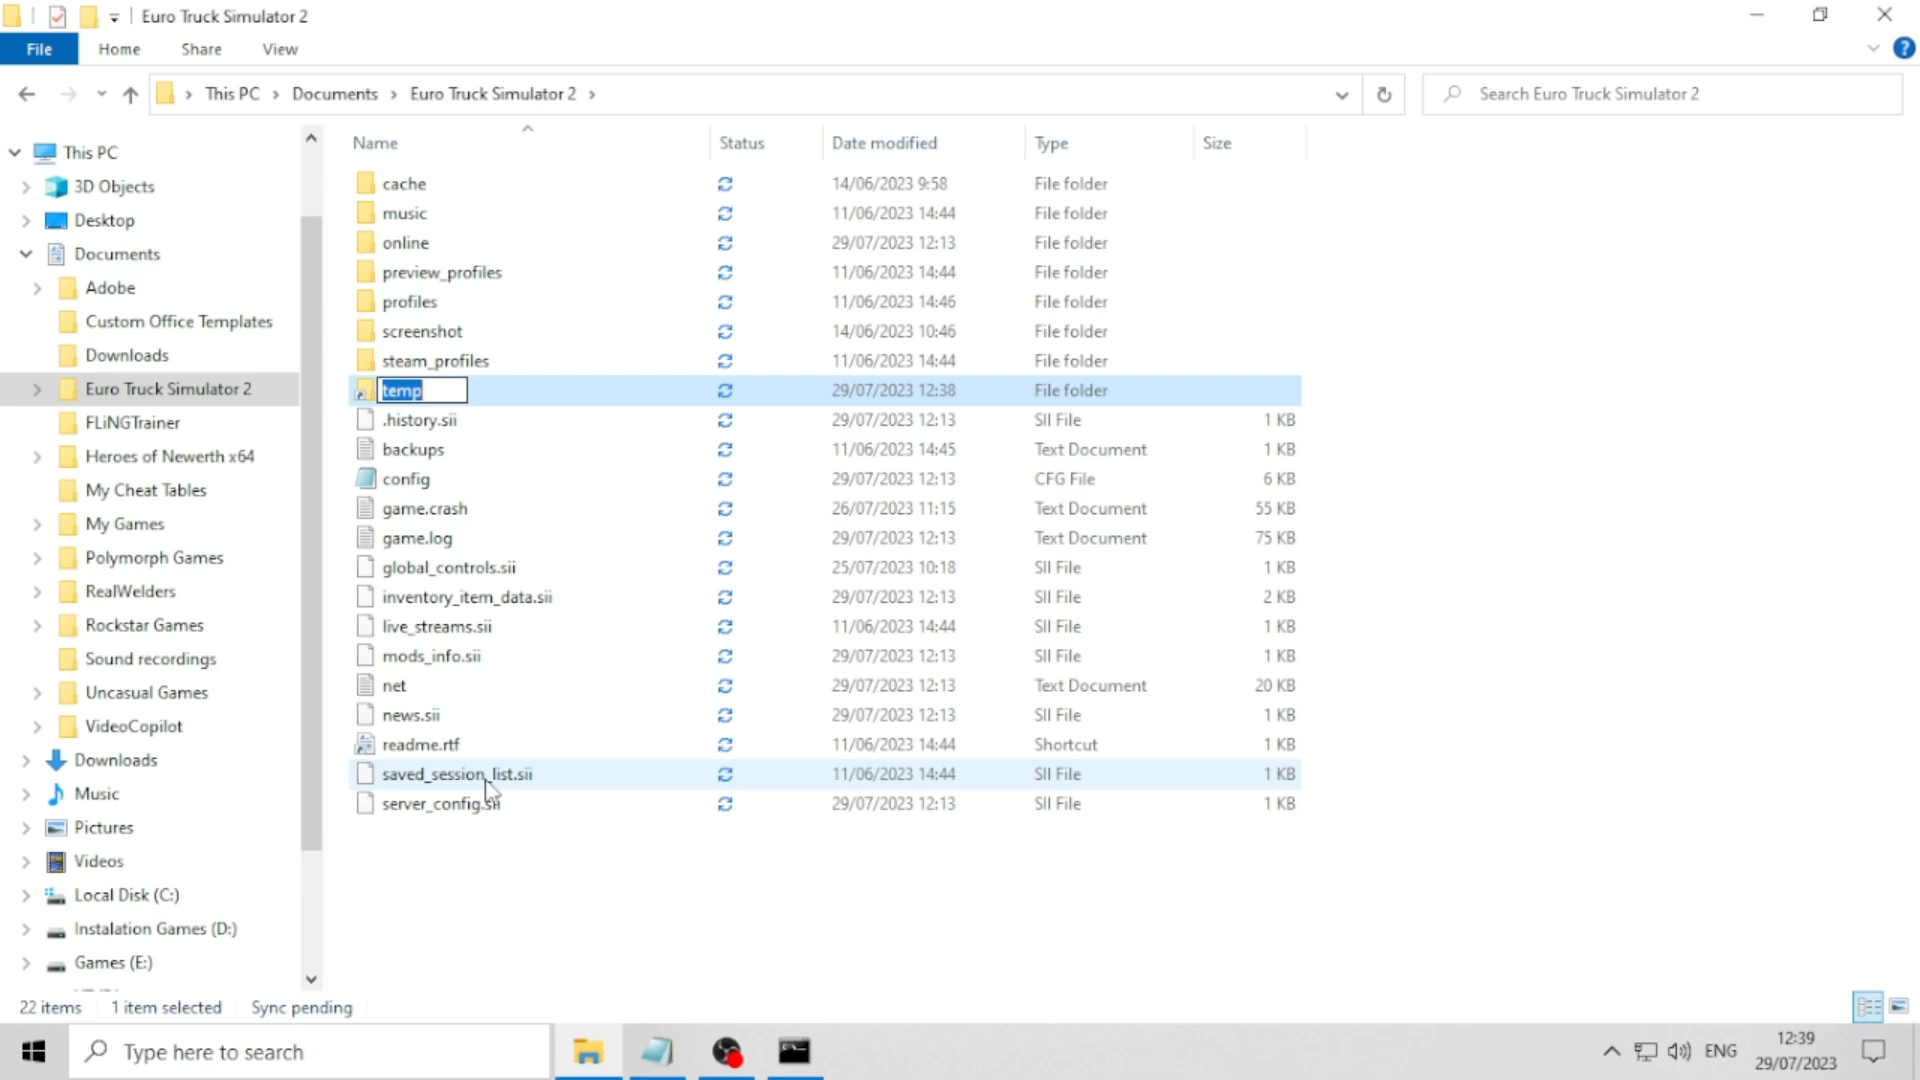 Euro Truck Simulator 2
File Home Share View
This PC Documents Euro Truck Simulator 2
Search Euro Truck Simulator 2
Name Status Date modified Type Size
This PC
3D Objects
Desktop
Documents
Adobe
Custom Office Templates
Downloads
Euro Truck Simulator 2
FLiNGTrainer
Heroes of Newerth x64
My Cheat Tables
My Games
Polymorph Games
RealWelders
Rockstar Games
Sound recordings
Uncasual Games
VideoCopilot
Downloads
Music
Pictures
Videos
Local Disk (C:)
Instalation Games (D:)
Games (E:)
cache 14/06/2023 9:58 File folder
music 11/06/2023 14:44 File folder
online 29/07/2023 12:13 File folder
preview_profiles 11/06/2023 14:44 File folder
profiles 11/06/2023 14:46 File folder
screenshot 14/06/2023 10:46 File folder
steam_profiles 11/06/2023 14:44 File folder
temp 29/07/2023 12:38 File folder
.history.sii 29/07/2023 12:13 SII File 1 KB
backups 11/06/2023 14:45 Text Document 1 KB
config 29/07/2023 12:13 CFG File 6 KB
game.crash 26/07/2023 11:15 Text Document 55 KB
game.log 29/07/2023 12:13 Text Document 75 KB
global_controls.sii 25/07/2023 10:18 SII File 1 KB
inventory_item_data.sii 29/07/2023 12:13 SII File 2 KB
live_streams.sii 11/06/2023 14:44 SII File 1 KB
mods_info.sii 29/07/2023 12:13 SII File 1 KB
net 29/07/2023 12:13 Text Document 20 KB
news.sii 29/07/2023 12:13 SII File 1 KB
readme.rtf 11/06/2023 14:44 Shortcut 1 KB
saved_session_list.sii 11/06/2023 14:44 SII File 1 KB
server_config.sii 29/07/2023 12:13 SII File 1 KB
22 items 1 item selected Sync pending
Type here to search
ENG
12:39
29/07/2023